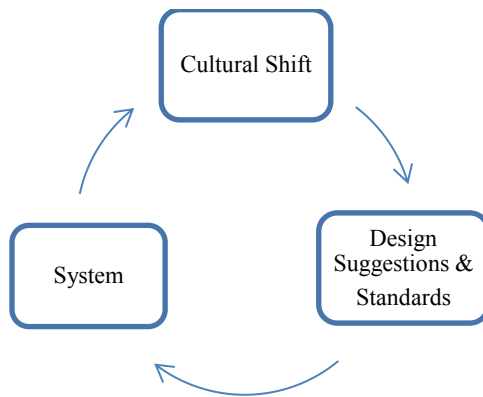 Cultural Shift
Design
Suggestions &
Standards
System